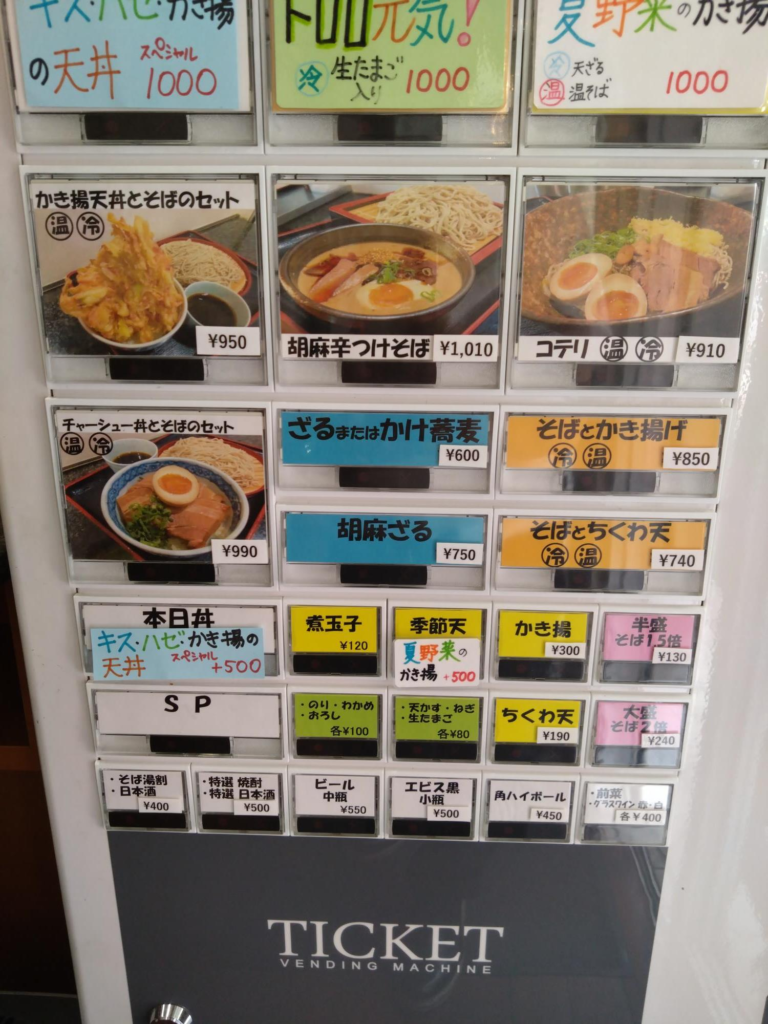 キス・ハゼ・かき揚
の天丼 スペシャル 1000
トロロ元気!
冷 生たまご入り 1000
夏野菜のかき揚
冷 天ざる
温 温そば
1000
かき揚天丼とそばのセット
温 冷
¥950
胡麻辛つけそば ¥1,010
コテリ 温 冷 ¥910
チャーシュー丼とそばのセット
温 冷
¥990
ざるまたはかけ蕎麦
¥600
そばとかき揚げ
冷 温 ¥850
胡麻ざる
¥750
そばとちくわ天
冷 温 ¥740
本日丼
キス・ハゼ・かき揚の
天丼 スペシャル +500
煮玉子
¥120
季節天
夏野菜の
かき揚 +500
かき揚
¥300
半盛
そば1.5倍
¥130
SP
・のり・わかめ
・おろし
各¥100
・天かす・ねぎ
・生たまご
各¥80
ちくわ天
¥190
大盛
そば2倍
¥240
・そば湯割
・日本酒
¥400
・特選 焼酎
・特選 日本酒
¥500
ビール
中瓶
¥550
エビス黒
小瓶
¥500
角ハイボール
¥450
・前菜
・グラスワイン 赤・白
各¥400
TICKET
VENDING MACHINE